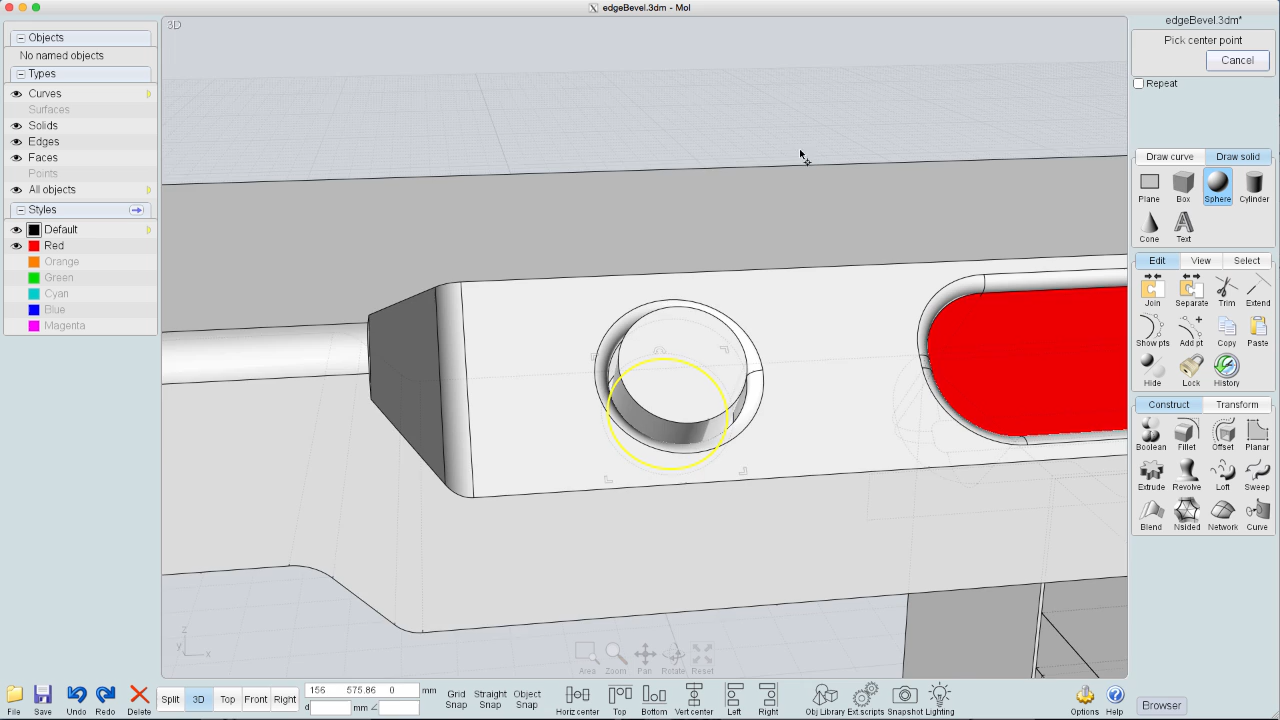 edgeBevel.3dm - MoI
Objects
No named objects
Types
Curves
Surfaces
Solids
Edges
Faces
Points
All objects
Styles
Default
Red
Orange
Green
Cyan
Blue
Magenta
3D
z
y x
Area Zoom Pan Rotate Reset
edgeBevel.3dm*
Pick center point
Cancel
Repeat
Draw curve Draw solid
Plane Box Sphere Cylinder
Cone Text
Edit View Select
Join Separate Trim Extend
Show pts Add pt Copy Paste
Hide Lock History
Construct Transform
Boolean Fillet Offset Planar
Extrude Revolve Loft Sweep
Blend Nsided Network Curve
File Save Undo Redo Delete
Split 3D Top Front Right
156 575.86 0 mm
d mm ∠
Grid Snap Straight Snap Object Snap
Horiz center Top Bottom Vert center Left Right
Obj Library Ext scripts Snapshot Lighting
Options Help
Browser